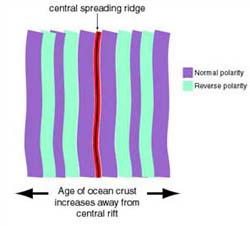 central spreading ridge
Normal polarity
Reverse polarity
Age of ocean crust
increases away from
central rift